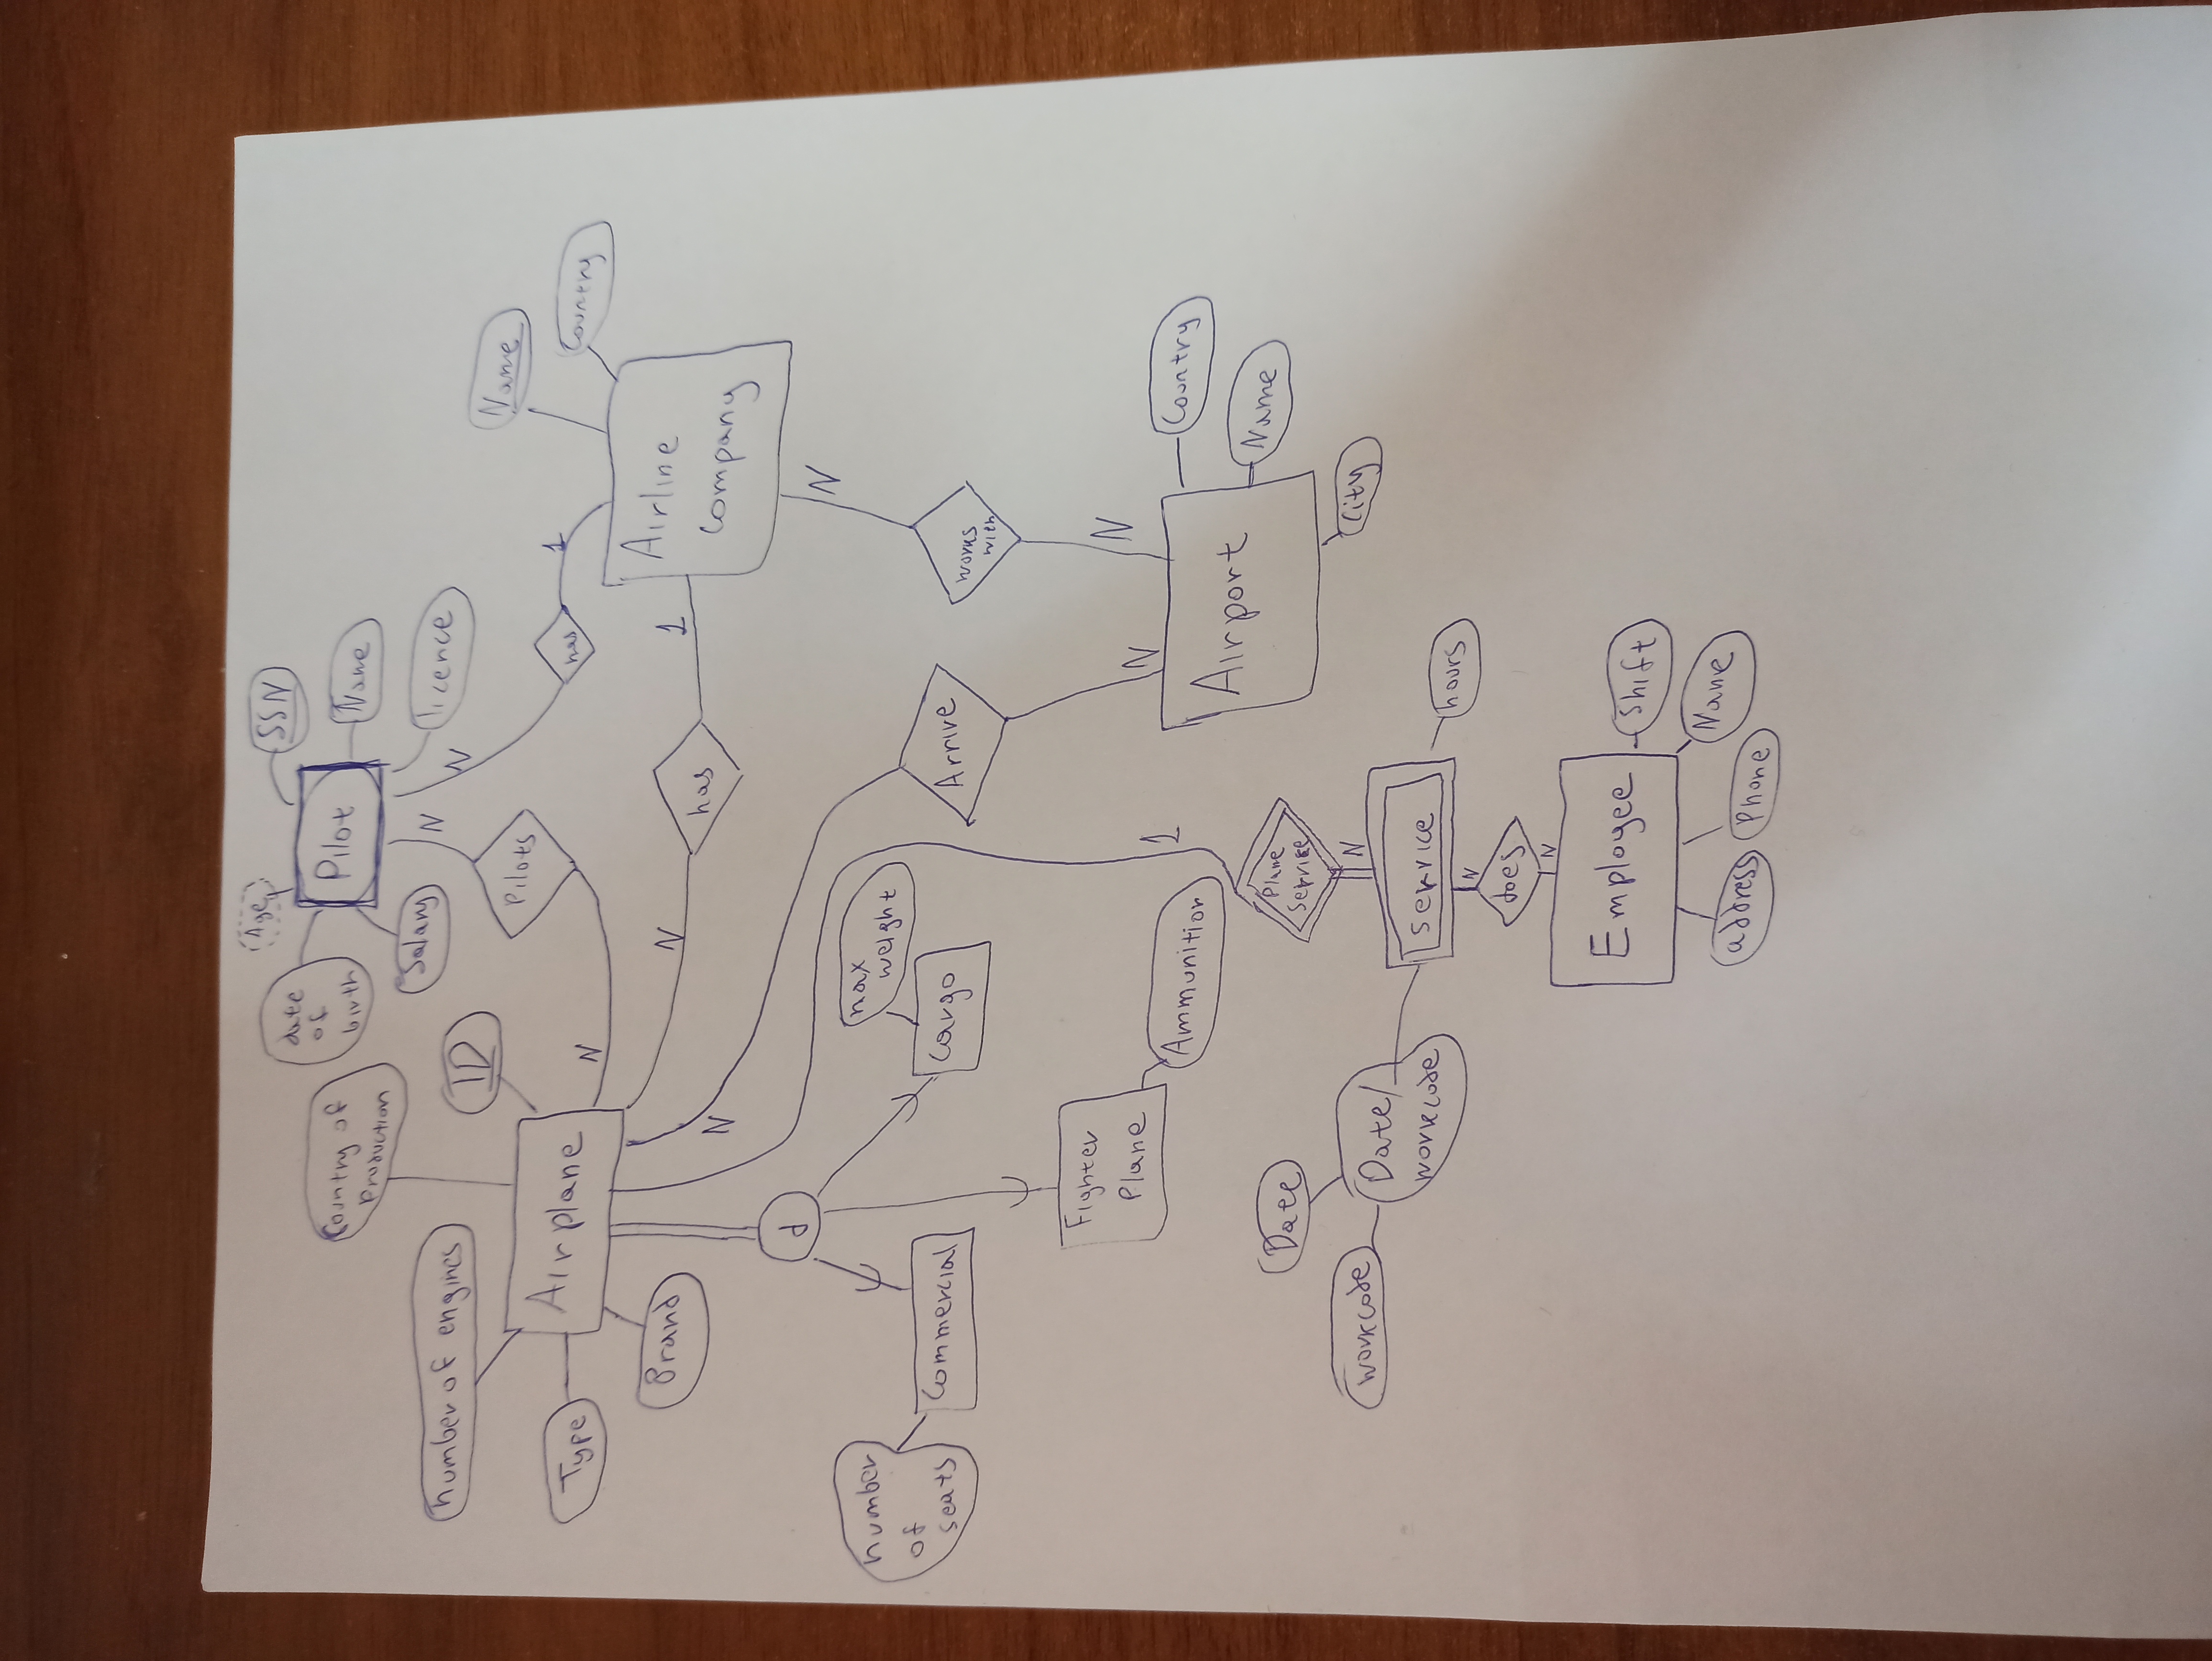 Age
SSN
date
of
birth
Pilot
Name
Country of
Production
Salary
licence
N
N
number of engines
ID
Name
Pilots
Airplane
has
1
Country
Type
N
Brand
Airline
Company
N
has
1
N
d
N
number
of
seats
max
weight
Commercial
Cargo
Arrive
works
with
Fighter
Plane
N
N
1
Ammunition
Country
Airport
Name
Plane
Service
Date
N
City
workcode
Date/
workcode
Service
hours
N
does
N
Employee
Shift
Name
address
Phone